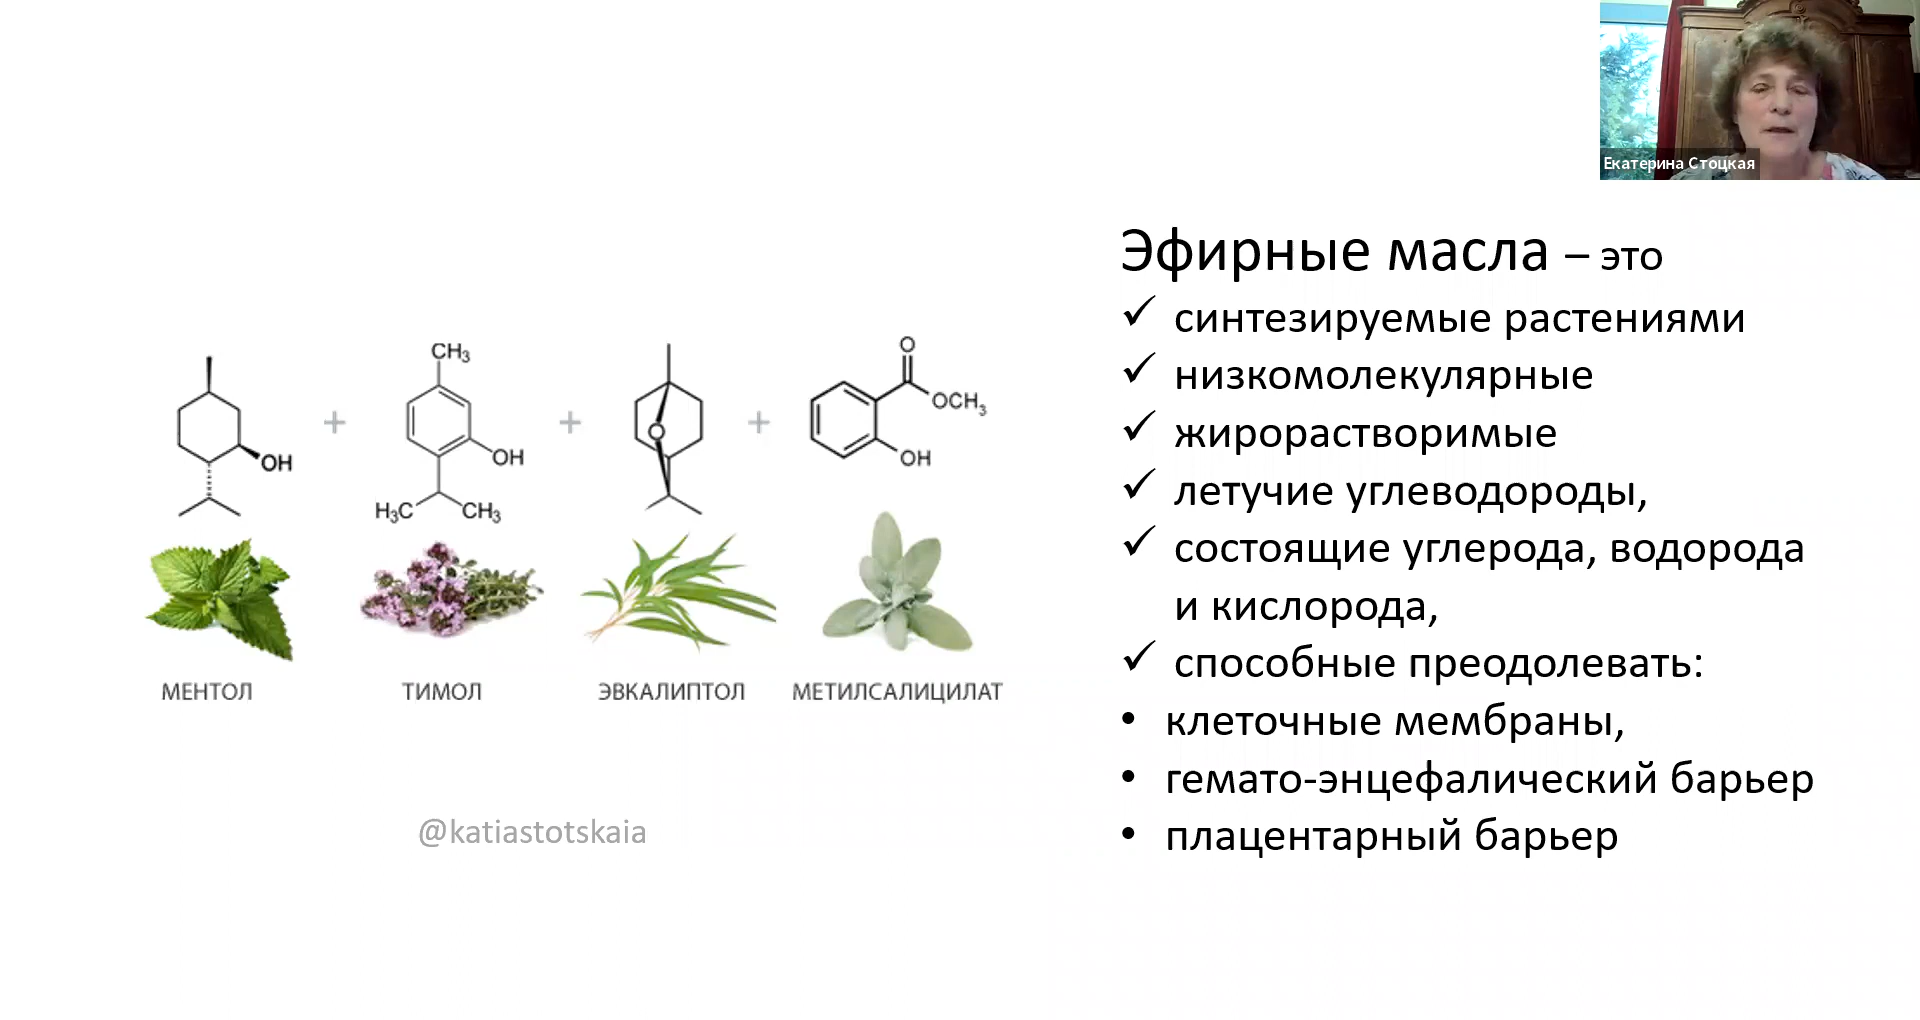 Екатерина Стоцкая
Эфирные масла – это
✓ синтезируемые растениями
✓ низкомолекулярные
✓ жирорастворимые
✓ летучие углеводороды,
✓ состоящие углерода, водорода
и кислорода,
✓ способные преодолевать:
• клеточные мембраны,
• гемато-энцефалический барьер
• плацентарный барьер
OH
+
CH₃
OH
H₃C CH₃
+
O
+
O
OCH₃
OH
МЕНТОЛ
ТИМОЛ
ЭВКАЛИПТОЛ
МЕТИЛСАЛИЦИЛАТ
@katiastotskaia